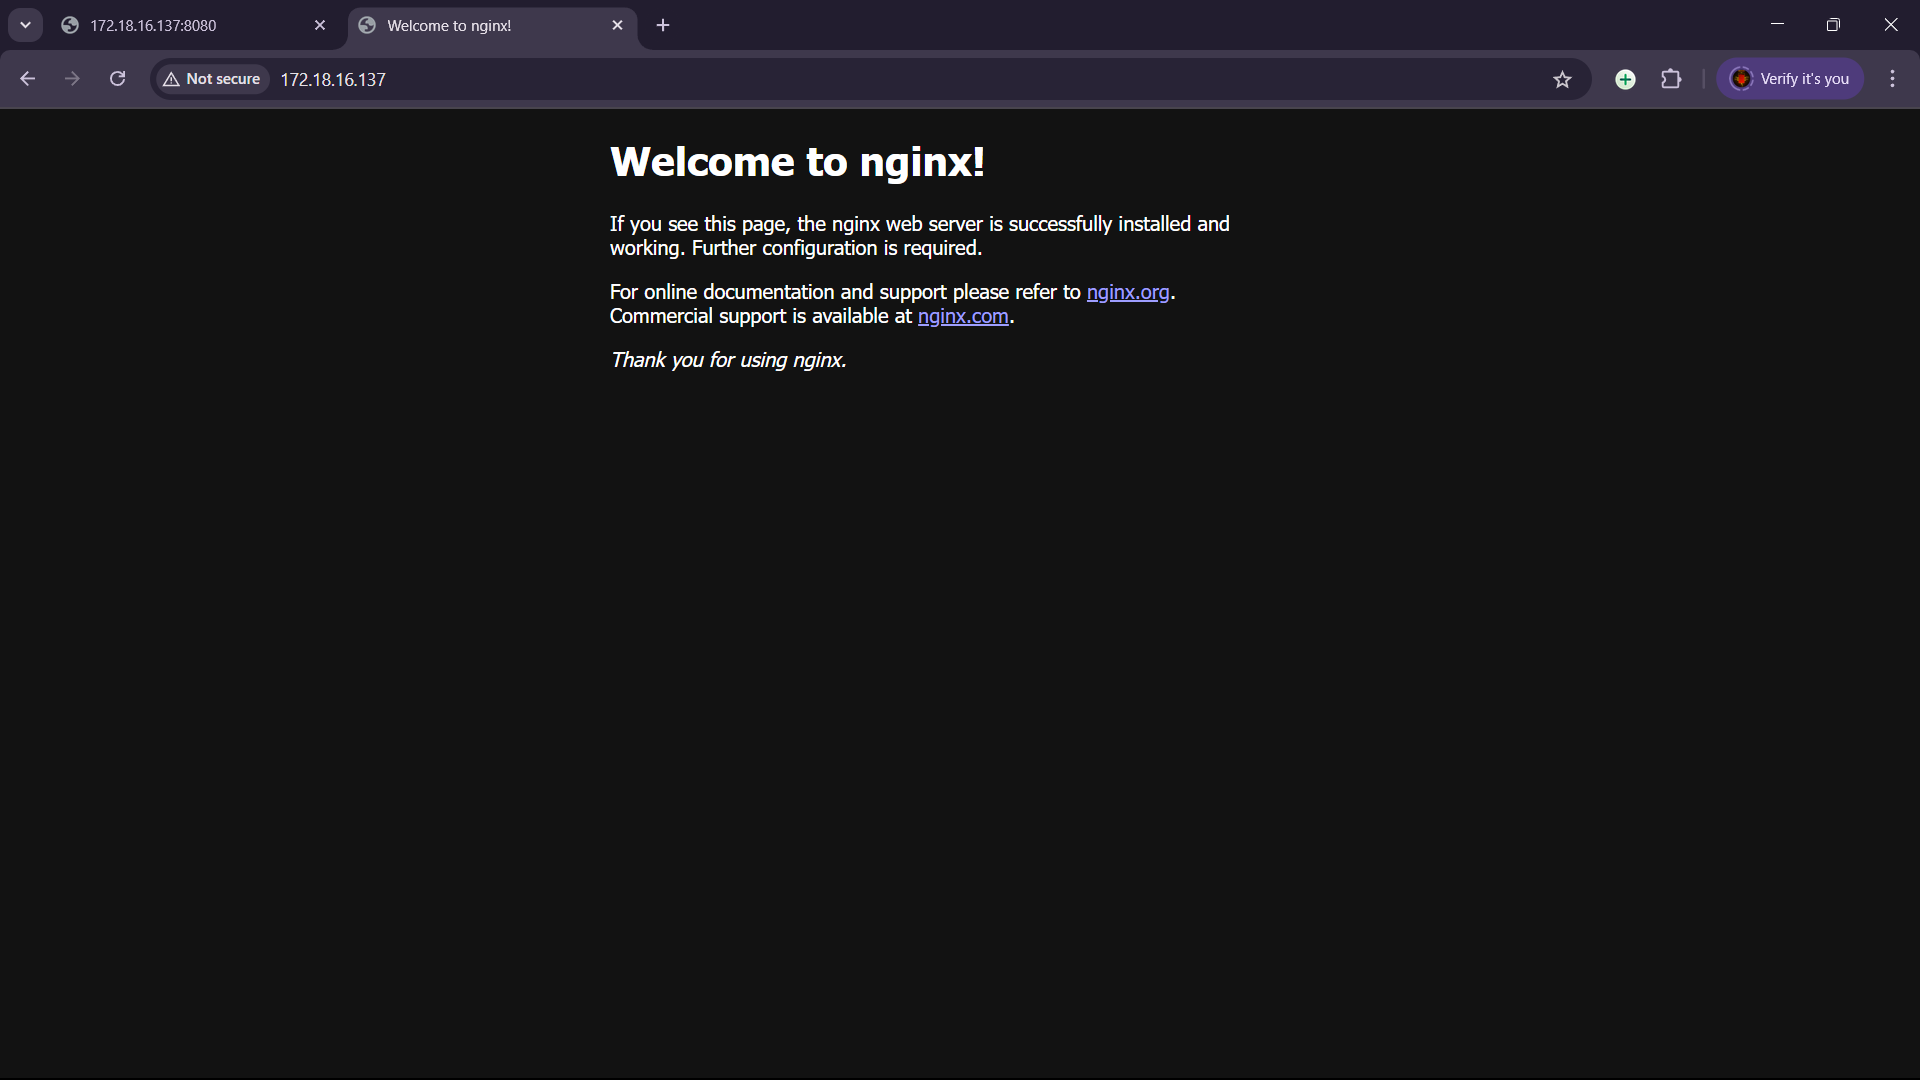 172.18.16.137:8080
Welcome to nginx!
Not secure
172.18.16.137
Verify it's you
Welcome to nginx!
If you see this page, the nginx web server is successfully installed and
working. Further configuration is required.
For online documentation and support please refer to nginx.org.
Commercial support is available at nginx.com.
Thank you for using nginx.